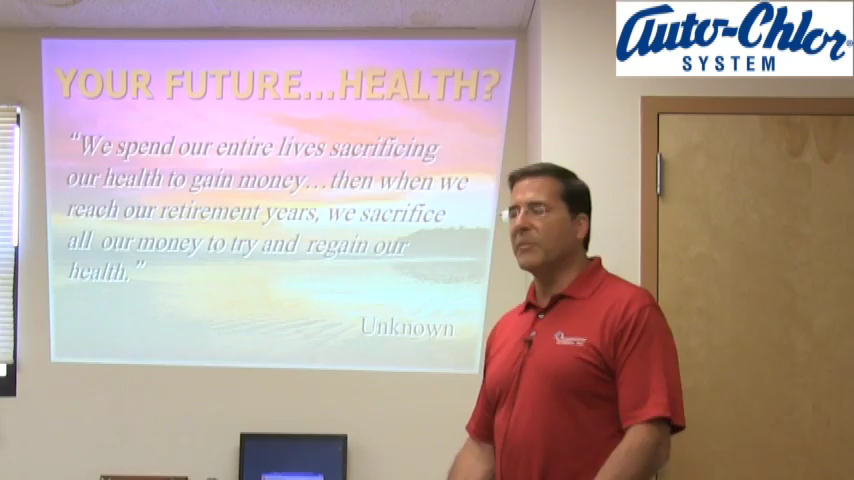 Auto-Chlor®
SYSTEM
YOUR FUTURE...HEALTH?
"We spend our entire lives sacrificing
our health to gain money...then when we
reach our retirement years, we sacrifice
all our money to try and regain our
health."
Unknown